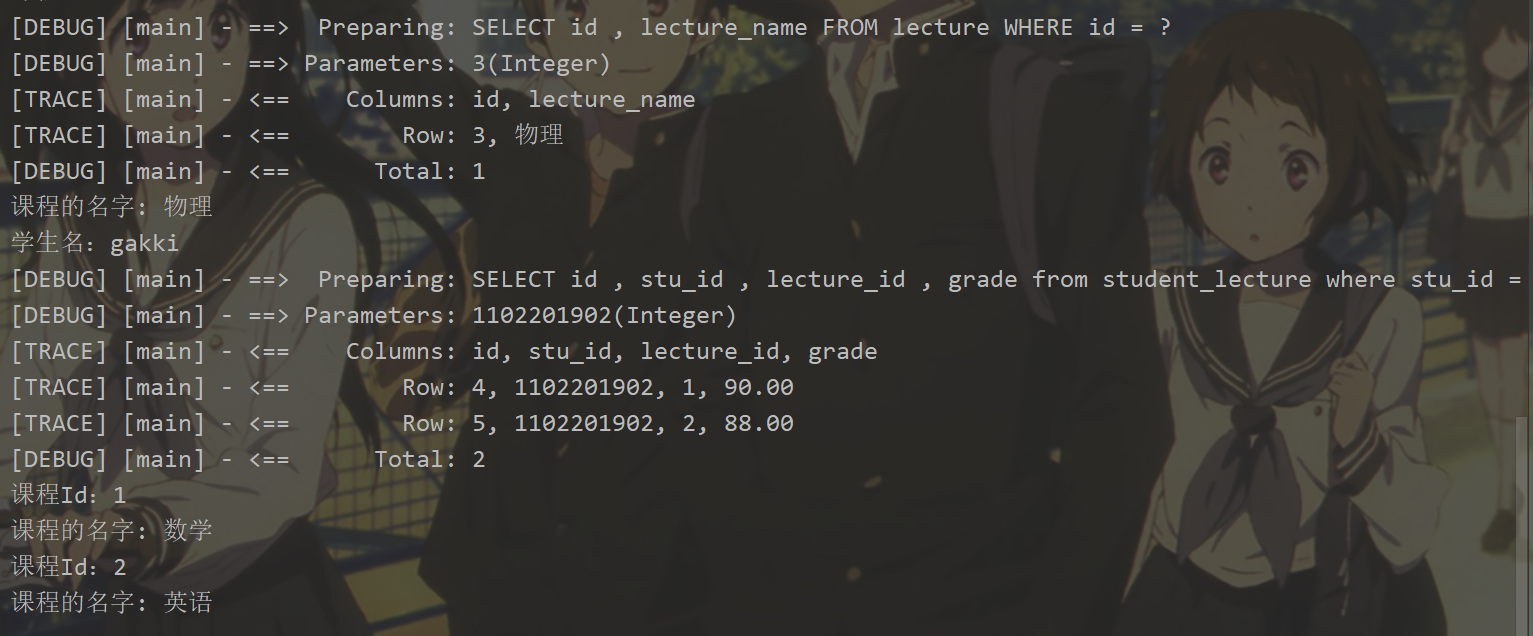 [DEBUG] [main] - ==>  Preparing: SELECT id , lecture_name FROM lecture WHERE id = ?
[DEBUG] [main] - ==> Parameters: 3(Integer)
[TRACE] [main] - <==    Columns: id, lecture_name
[TRACE] [main] - <==        Row: 3, 物理
[DEBUG] [main] - <==      Total: 1
课程的名字: 物理
学生名: gakki
[DEBUG] [main] - ==>  Preparing: SELECT id , stu_id , lecture_id , grade from student_lecture where stu_id =
[DEBUG] [main] - ==> Parameters: 1102201902(Integer)
[TRACE] [main] - <==    Columns: id, stu_id, lecture_id, grade
[TRACE] [main] - <==        Row: 4, 1102201902, 1, 90.00
[TRACE] [main] - <==        Row: 5, 1102201902, 2, 88.00
[DEBUG] [main] - <==      Total: 2
课程Id: 1
课程的名字: 数学
课程Id: 2
课程的名字: 英语